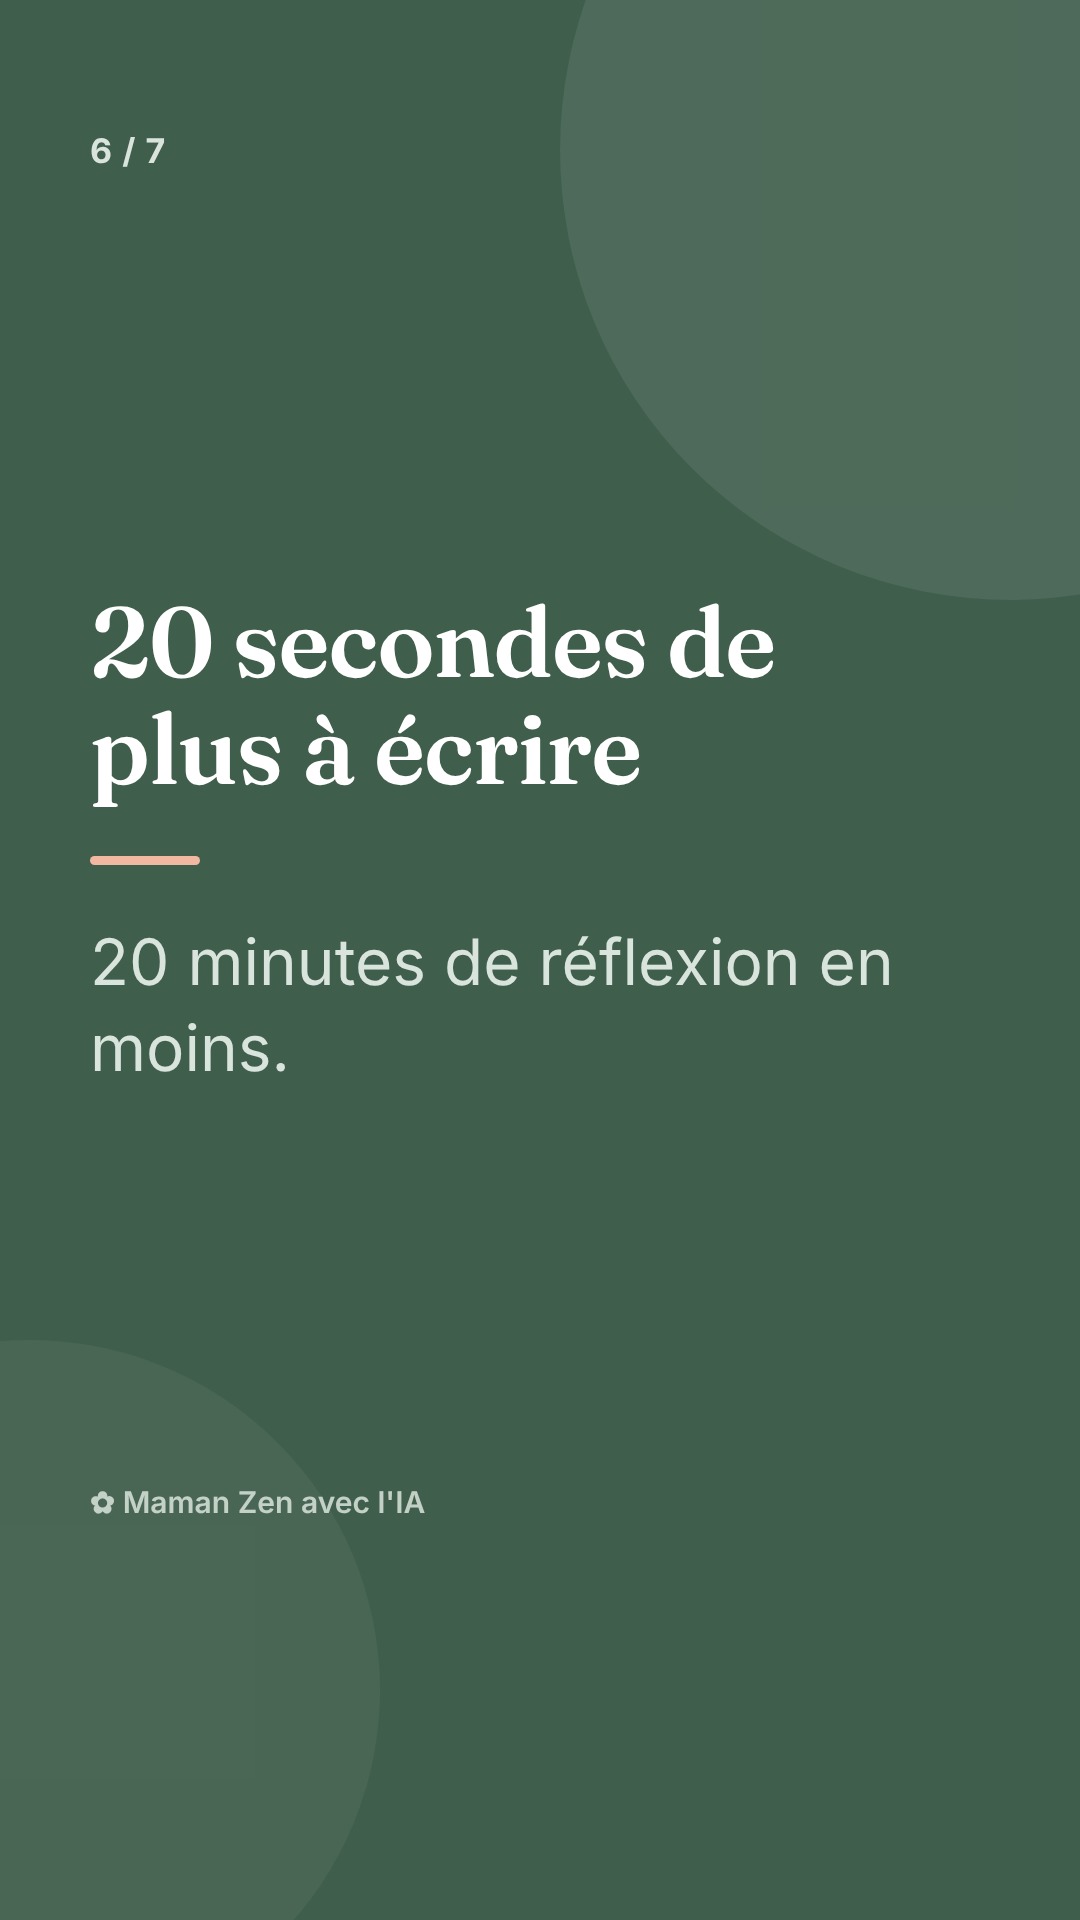 6 / 7
20 secondes de
plus à écrire
20 minutes de réflexion en
moins.
✿ Maman Zen avec l'IA